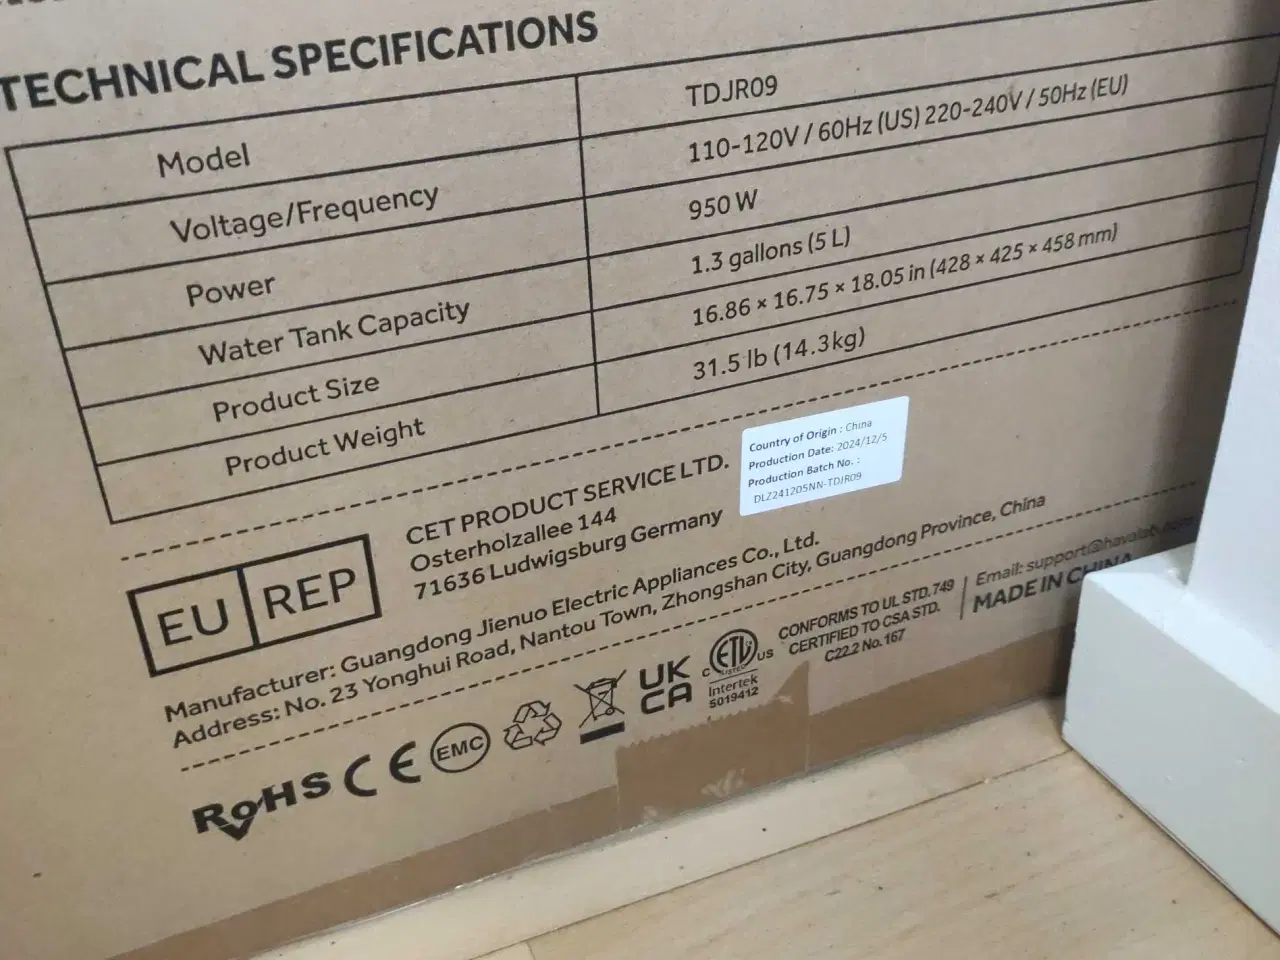 TECHNICAL SPECIFICATIONS
Model TDJR09
Voltage/Frequency 110-120V / 60Hz (US) 220-240V / 50Hz (EU)
Power 950 W
Water Tank Capacity 1.3 gallons (5 L)
Product Size 16.86 × 16.75 × 18.05 in (428 × 425 × 458 mm)
Product Weight 31.5 lb (14.3kg)
Country of Origin : China
Production Date: 2024/12/5
Production Batch No. :
DLZ241205NN-TDJR09
EU REP
CET PRODUCT SERVICE LTD.
Osterholzallee 144
71636 Ludwigsburg Germany
Manufacturer: Guangdong Jienuo Electric Appliances Co., Ltd.
Address: No. 23 Yonghui Road, Nantou Town, Zhongshan City, Guangdong Province, China
RoHS CE EMC UK CA
c ETL US
LISTED
Intertek
5019412
CONFORMS TO UL STD. 749
CERTIFIED TO CSA STD.
C22.2 No. 167
Email:
MADE IN CHINA